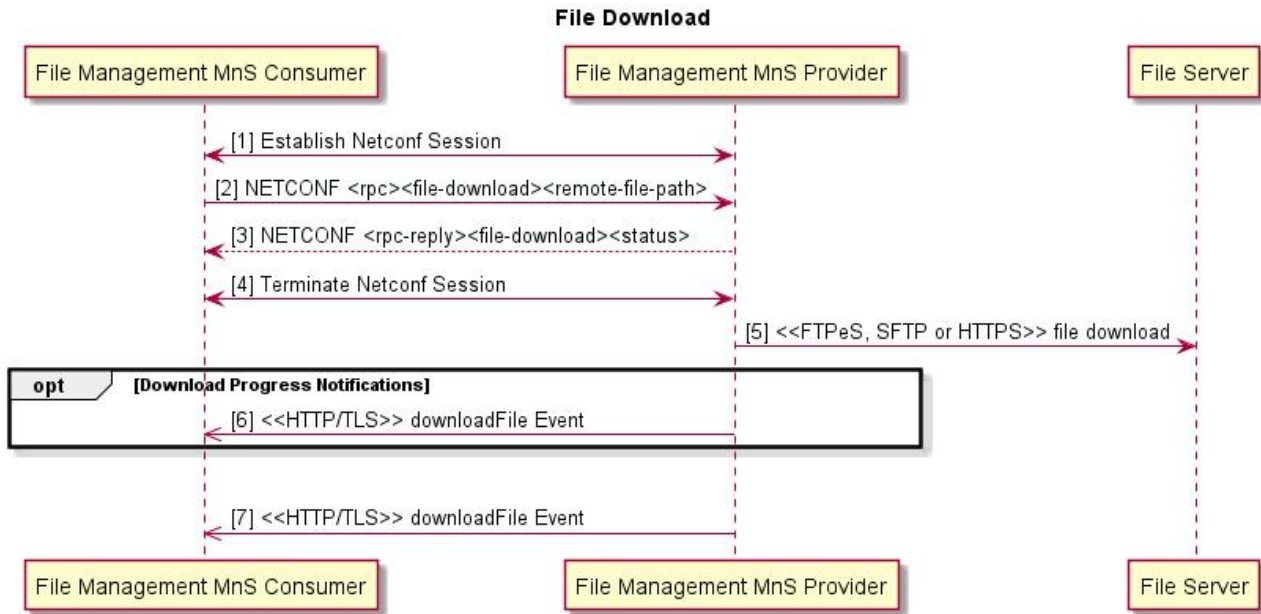 File Download
File Management MnS Consumer
File Management MnS Provider
File Server
[1] Establish Netconf Session
[2] NETCONF <rpc><file-download><remote-file-path>
[3] NETCONF <rpc-reply><file-download><status>
[4] Terminate Netconf Session
[5] <<FTPeS, SFTP or HTTPS>> file download
opt
[Download Progress Notifications]
[6] <<HTTP/TLS>> downloadFile Event
[7] <<HTTP/TLS>> downloadFile Event
File Management MnS Consumer
File Management MnS Provider
File Server